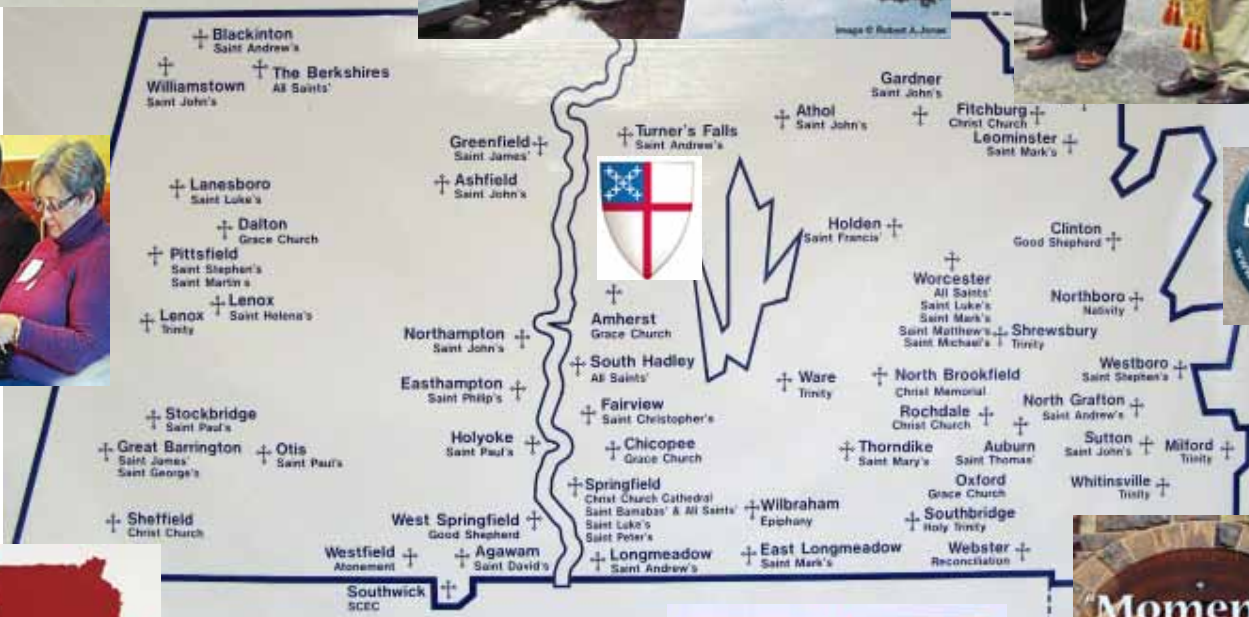 Image © Robert A. Jonas
Blackinton
Saint Andrew's
Williamstown
Saint John's
The Berkshires
All Saints'
Gardner
Saint John's
Athol
Saint John's
Fitchburg
Christ Church
Leominster
Saint Mark's
Greenfield
Saint James'
Turner's Falls
Saint Andrew's
Ashfield
Saint John's
Lanesboro
Saint Luke's
Dalton
Grace Church
Pittsfield
Saint Stephen's
Saint Martin's
Holden
Saint Francis'
Clinton
Good Shepherd
Lenox
Saint Helena's
Lenox
Trinity
Worcester
All Saints'
Saint Luke's
Saint Mark's
Saint Matthew's
Saint Michael's
Northboro
Nativity
Shrewsbury
Trinity
Northampton
Saint John's
Amherst
Grace Church
South Hadley
All Saints'
Westboro
Saint Stephen's
Easthampton
Saint Philip's
Ware
Trinity
North Brookfield
Christ Memorial
Fairview
Saint Christopher's
Rochdale
Christ Church
North Grafton
Saint Andrew's
Stockbridge
Saint Paul's
Great Barrington
Saint James'
Saint George's
Otis
Saint Paul's
Holyoke
Saint Paul's
Chicopee
Grace Church
Thorndike
Saint Mary's
Auburn
Saint Thomas'
Sutton
Saint John's
Milford
Trinity
Springfield
Christ Church Cathedral
Saint Barnabas' & All Saints'
Saint Luke's
Saint Peter's
Oxford
Grace Church
Whitinsville
Trinity
Wilbraham
Epiphany
Sheffield
Christ Church
West Springfield
Good Shepherd
Southbridge
Holy Trinity
Westfield
Atonement
Agawam
Saint David's
Longmeadow
Saint Andrew's
East Longmeadow
Saint Mark's
Webster
Reconciliation
Southwick
SCEC